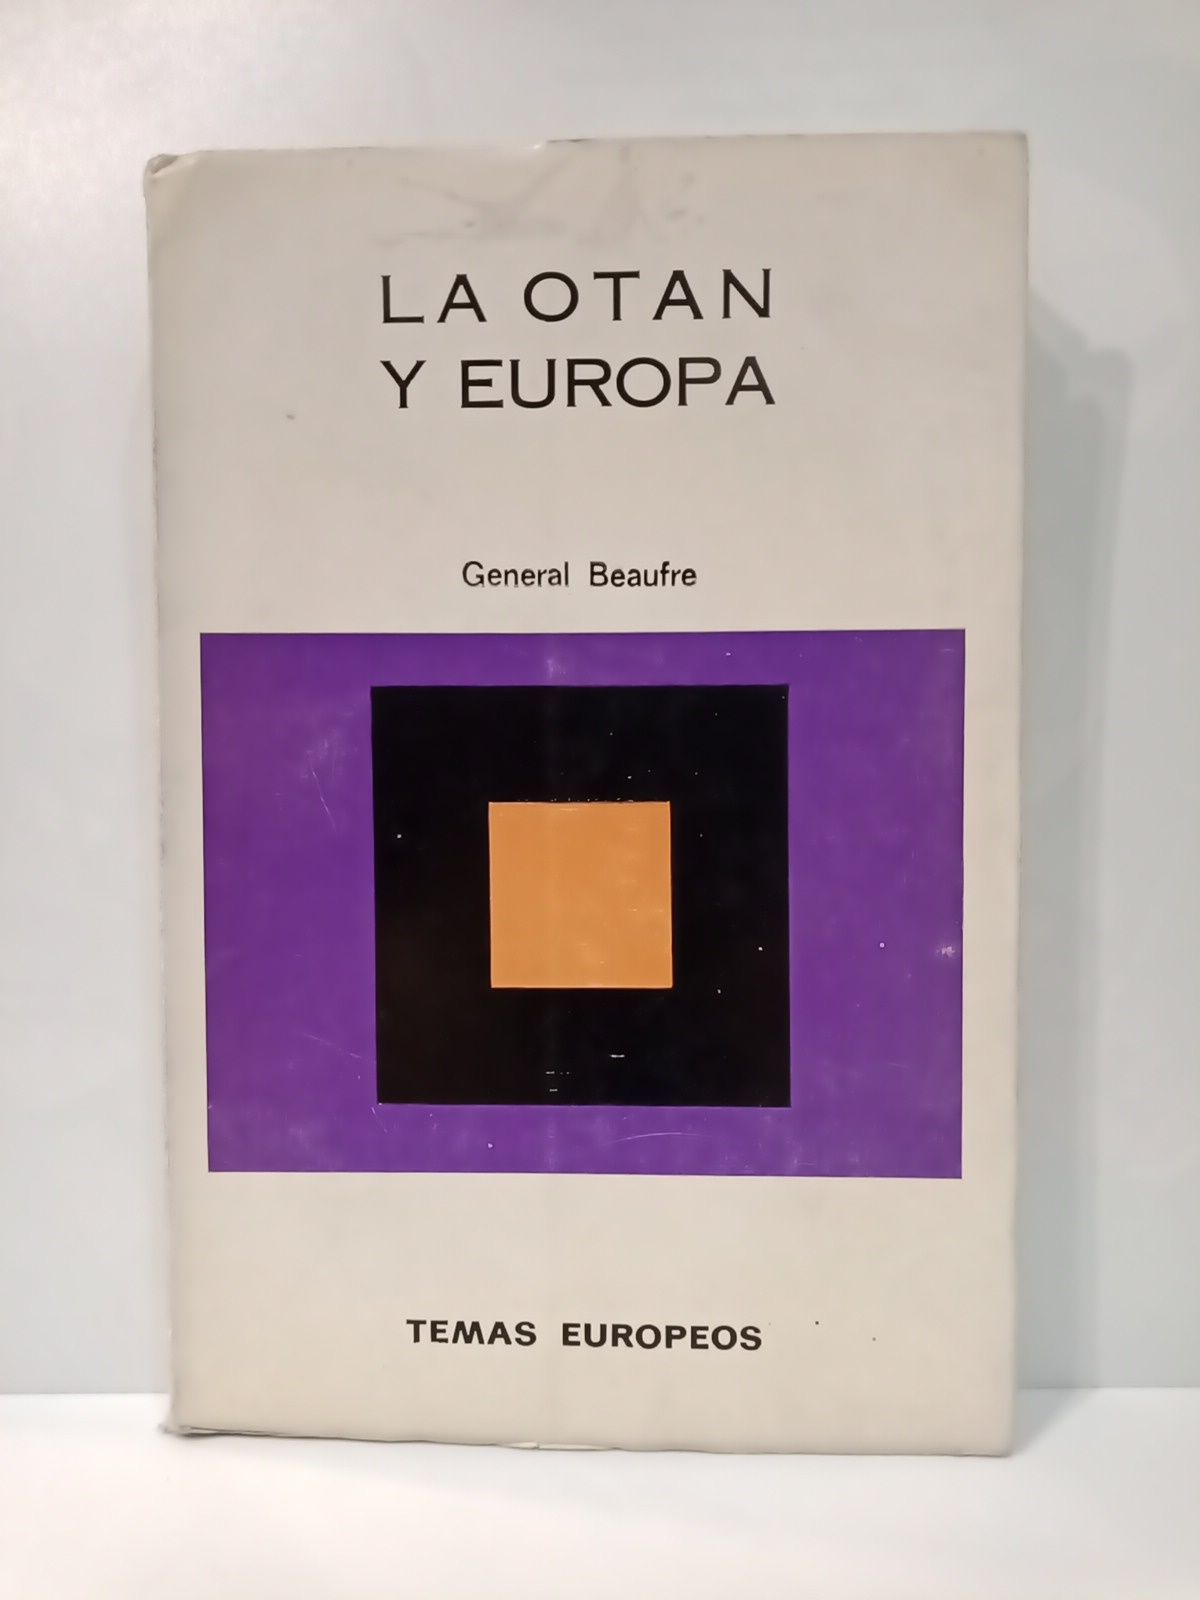 LA OTAN
Y EUROPA
General Beaufre
TEMAS EUROPEOS